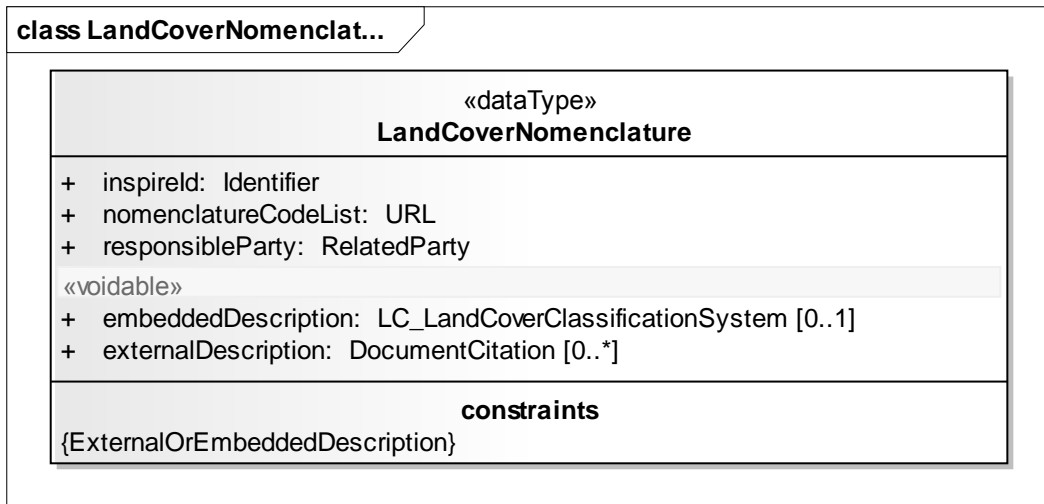 class LandCoverNomenclat...
«dataType»
LandCoverNomenclature
+ inspireId: Identifier
+ nomenclatureCodeList: URL
+ responsibleParty: RelatedParty
«voidable»
+ embeddedDescription: LC_LandCoverClassificationSystem [0..1]
+ externalDescription: DocumentCitation [0..*]
constraints
{ExternalOrEmbeddedDescription}